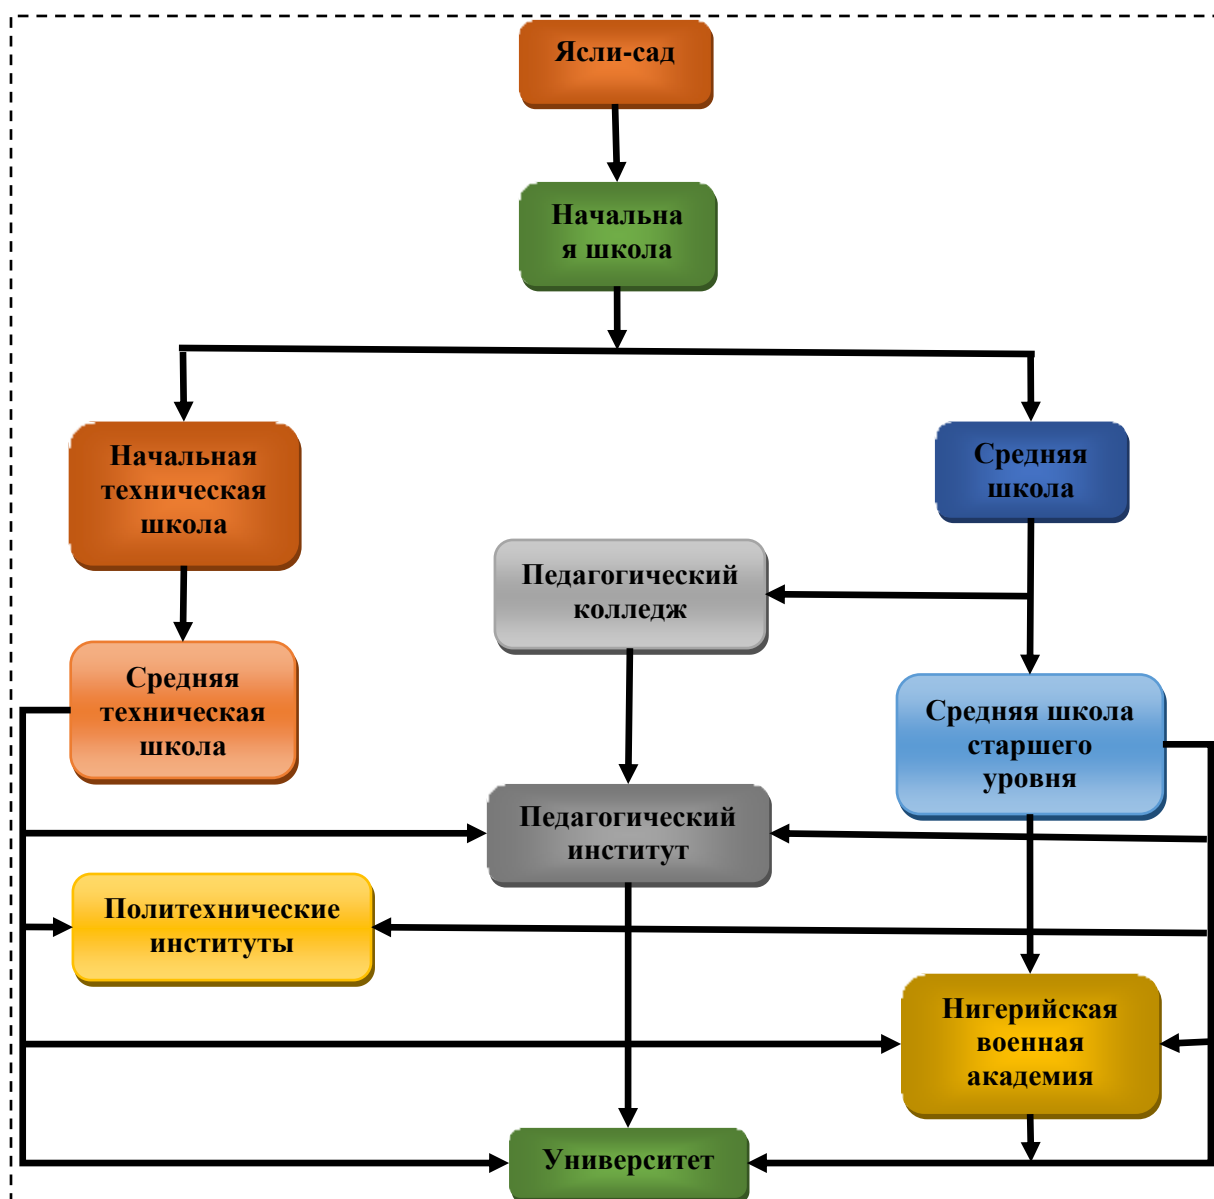 Ясли-сад
Начальна
я школа
Начальная
техническая
школа
Средняя
школа
Педагогический
колледж
Средняя
техническая
школа
Средняя школа
старшего
уровня
Педагогический
институт
Политехнические
институты
Нигерийская
военная
академия
Университет